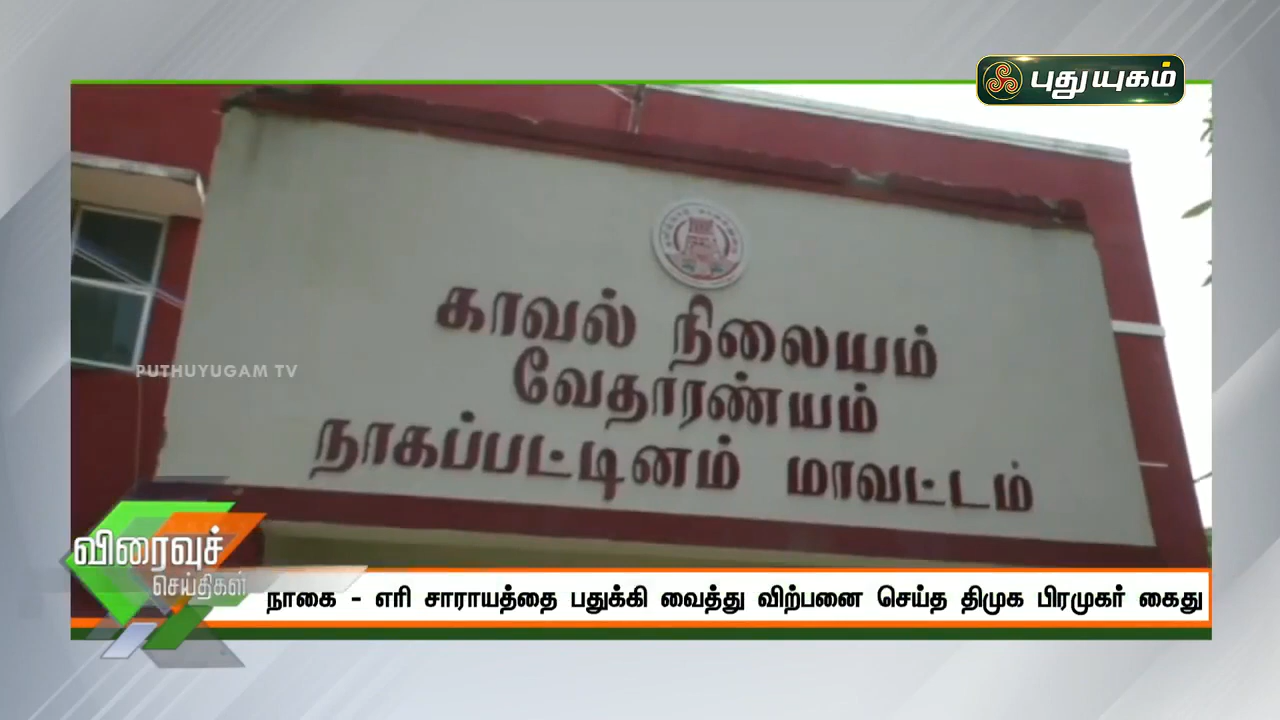 புதுயுகம்
காவல் நிலையம்
வேதாரண்யம்
PUTHUYUGAM TV
நாகப்பட்டினம் மாவட்டம்
விரைவுச்
செய்திகள்
நாகை - எரி சாராயத்தை பதுக்கி வைத்து விற்பனை செய்த திமுக பிரமுகர் கைது